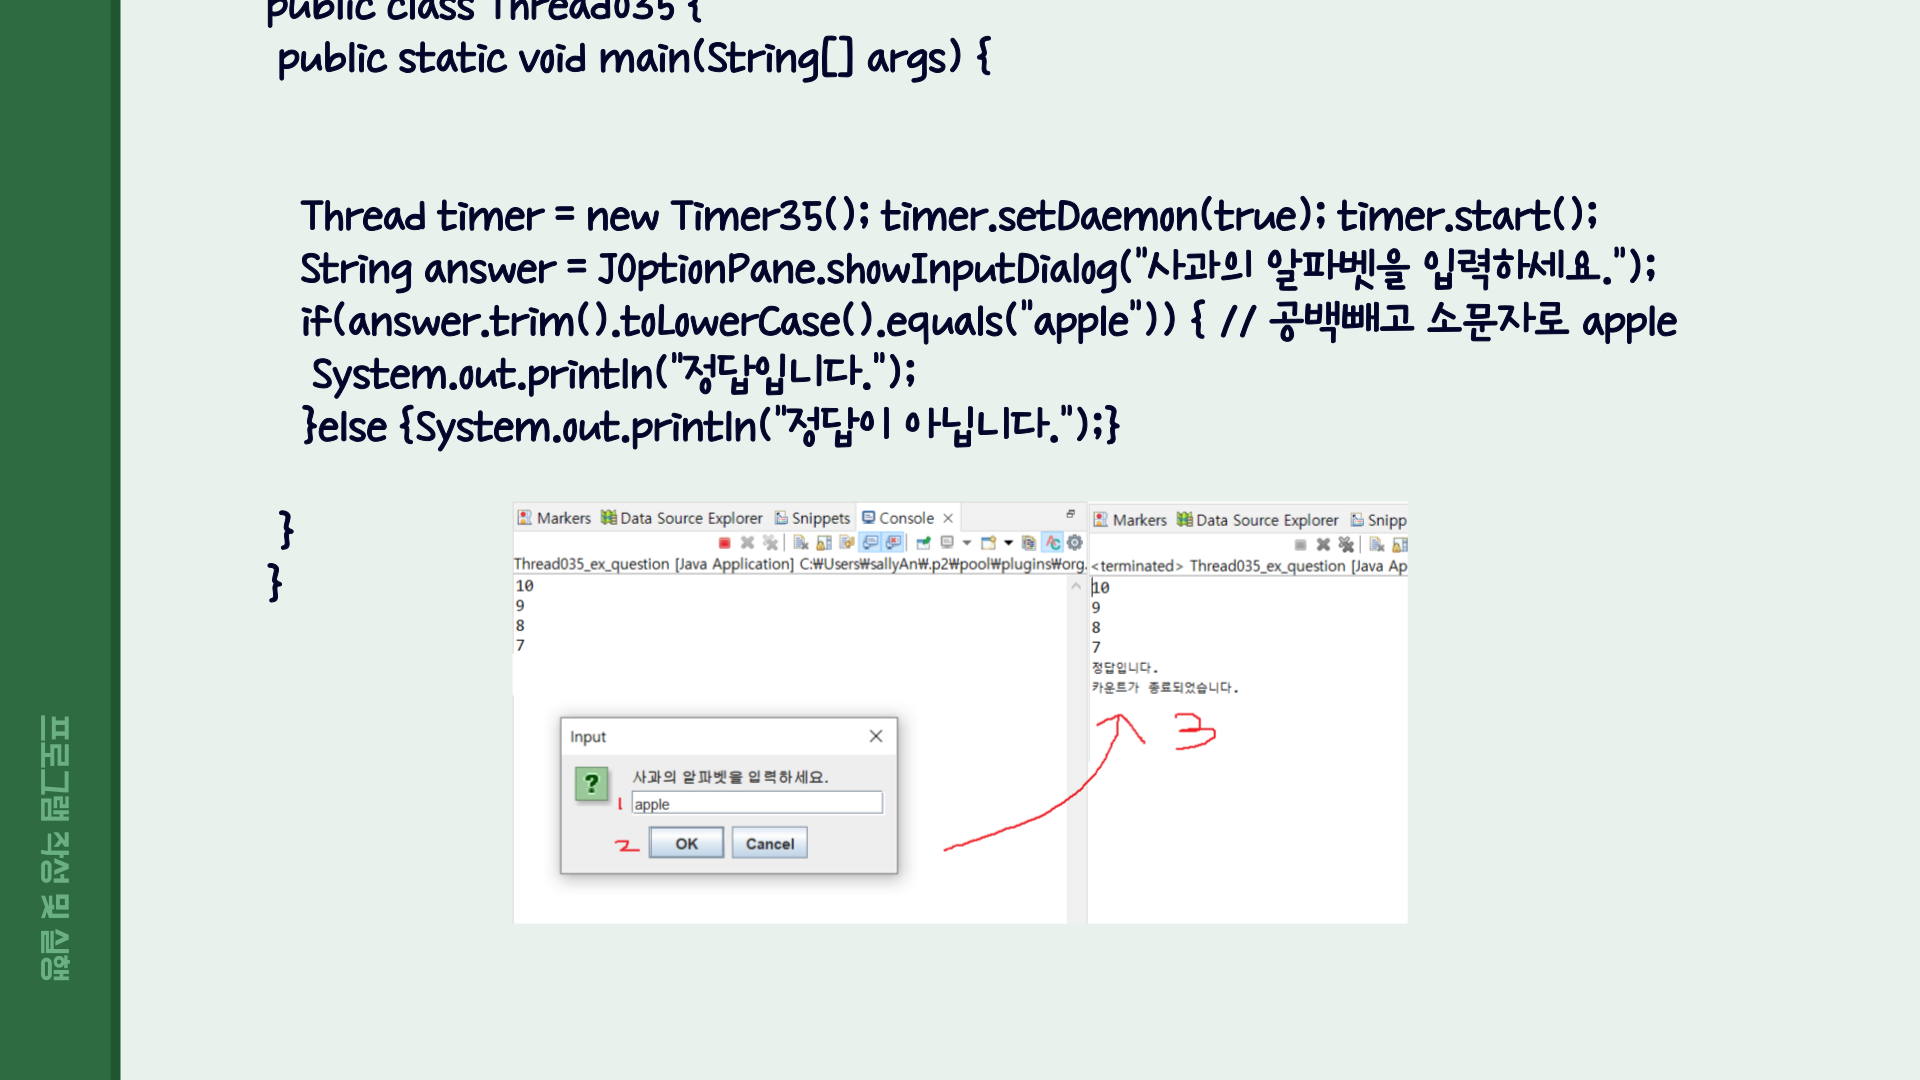 public class Thread035 {
public static void main(String[] args) {
Thread timer = new Timer35(); timer.setDaemon(true); timer.start();
String answer = JOptionPane.showInputDialog("사과의 알파벳을 입력하세요.");
if(answer.trim().toLowerCase().equals("apple")) { // 공백빼고 소문자로 apple
System.out.println("정답입니다.");
}else {System.out.println("정답이 아닙니다.");}
}
}
프로그램 작성 및 실행
Markers Data Source Explorer Snippets Console
Thread035_ex_question [Java Application] C:₩Users₩sallyAn₩.p2₩pool₩plugins₩org.
10
9
8
7
Input
사과의 알파벳을 입력하세요.
1 apple
2 OK Cancel
Markers Data Source Explorer Snipp
<terminated> Thread035_ex_question [Java Ap
10
9
8
7
정답입니다.
카운트가 종료되었습니다.
3